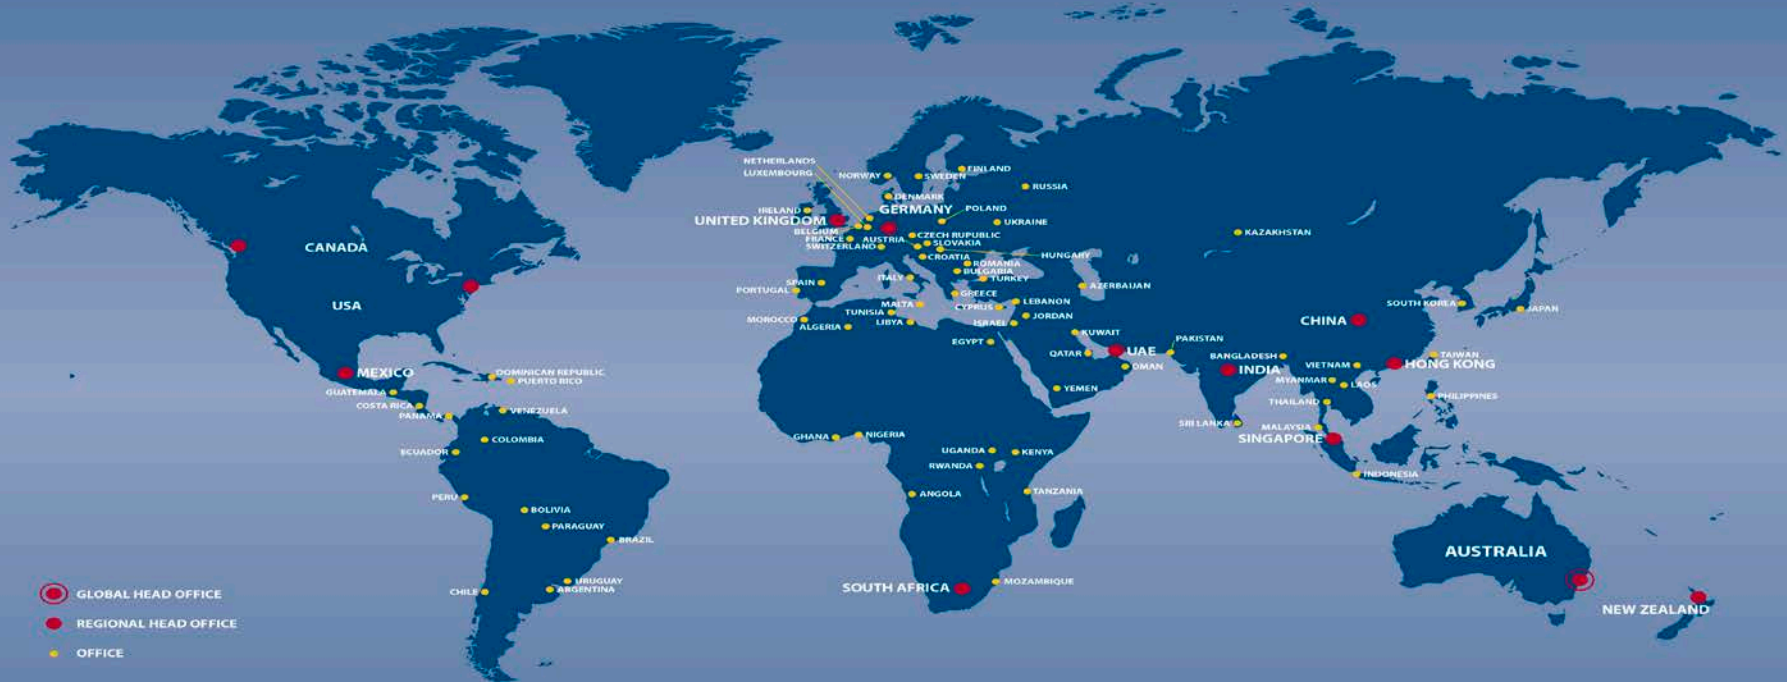 NETHERLANDS
LUXEMBOURG
NORWAY
SWEDEN
FINLAND
RUSSIA
DENMARK
GERMANY
POLAND
IRELAND
UNITED KINGDOM
UKRAINE
BELGIUM
FRANCE
AUSTRIA
CZECH RUPUBLIC
SLOVAKIA
SWITZERLAND
KAZAKHSTAN
CANADA
CROATIA
HUNGARY
ROMANIA
BULGARIA
TURKEY
ITALY
SPAIN
PORTUGAL
GREECE
AZERBAIJAN
USA
MALTA
CYPRUS
LEBANON
SOUTH KOREA
JAPAN
TUNISIA
JORDAN
MOROCCO
ALGERIA
LIBYA
ISRAEL
CHINA
KUWAIT
EGYPT
PAKISTAN
QATAR
UAE
BANGLADESH
TAIWAN
OMAN
VIETNAM
HONG KONG
INDIA
MEXICO
DOMINICAN REPUBLIC
PUERTO RICO
MYANMAR
LAOS
YEMEN
GUATEMALA
PHILIPPINES
THAILAND
COSTA RICA
VENEZUELA
PANAMA
SRI LANKA
MALAYSIA
GHANA
NIGERIA
COLOMBIA
SINGAPORE
ECUADOR
UGANDA
KENYA
RWANDA
INDONESIA
ANGOLA
TANZANIA
PERU
BOLIVIA
PARAGUAY
BRAZIL
AUSTRALIA
URUGUAY
ARGENTINA
CHILE
SOUTH AFRICA
MOZAMBIQUE
NEW ZEALAND
GLOBAL HEAD OFFICE
REGIONAL HEAD OFFICE
OFFICE